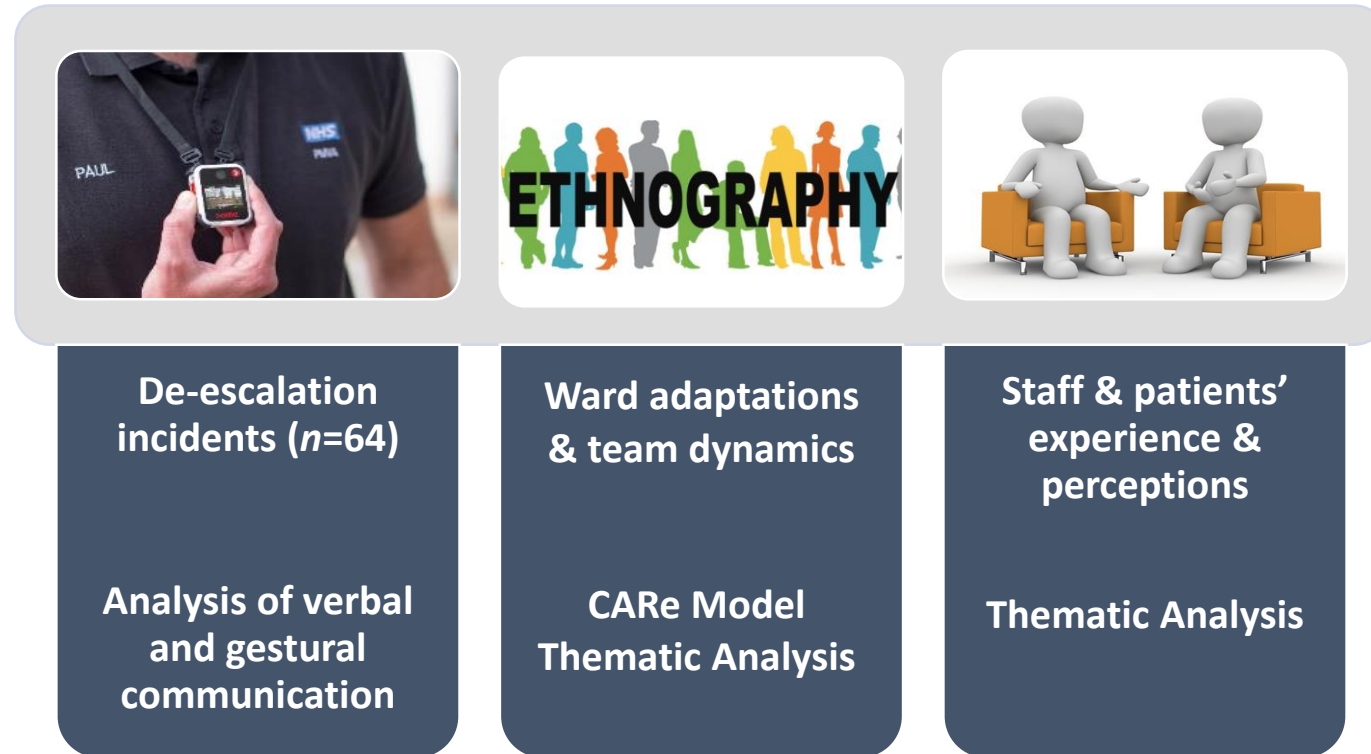 PAUL
NHS
PMVA
ETHNOGRAPHY
De-escalation
incidents (n=64)
Analysis of verbal
and gestural
communication
Ward adaptations
& team dynamics
CARe Model
Thematic Analysis
Staff & patients’
experience &
perceptions
Thematic Analysis